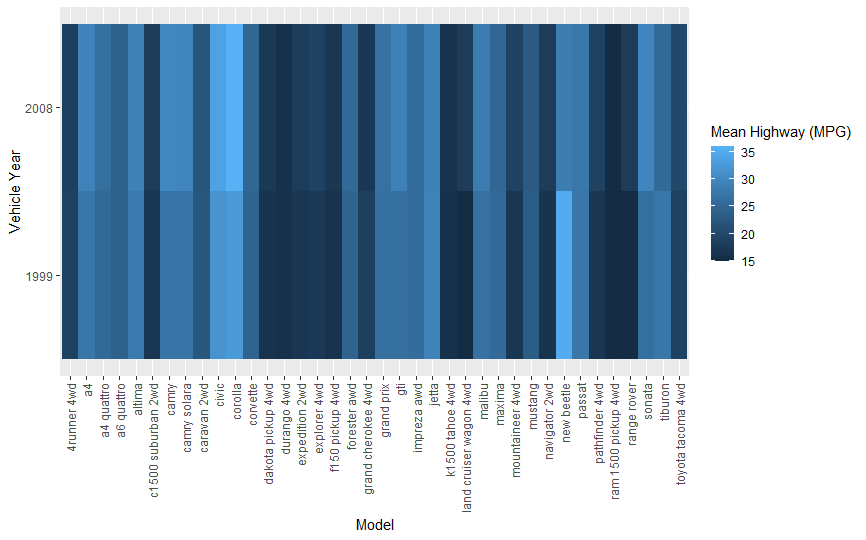 2008
1999
Vehicle Year
4runner 4wd
a4
a4 quattro
a6 quattro
altima
c1500 suburban 2wd
camry
camry solara
caravan 2wd
civic
corolla
corvette
dakota pickup 4wd
durango 4wd
expedition 2wd
explorer 4wd
f150 pickup 4wd
forester awd
grand cherokee 4wd
grand prix
gti
impreza awd
jetta
k1500 tahoe 4wd
land cruiser wagon 4wd
malibu
maxima
mountaineer 4wd
mustang
navigator 2wd
new beetle
passat
pathfinder 4wd
ram 1500 pickup 4wd
range rover
sonata
tiburon
toyota tacoma 4wd
Model
Mean Highway (MPG)
35
30
25
20
15